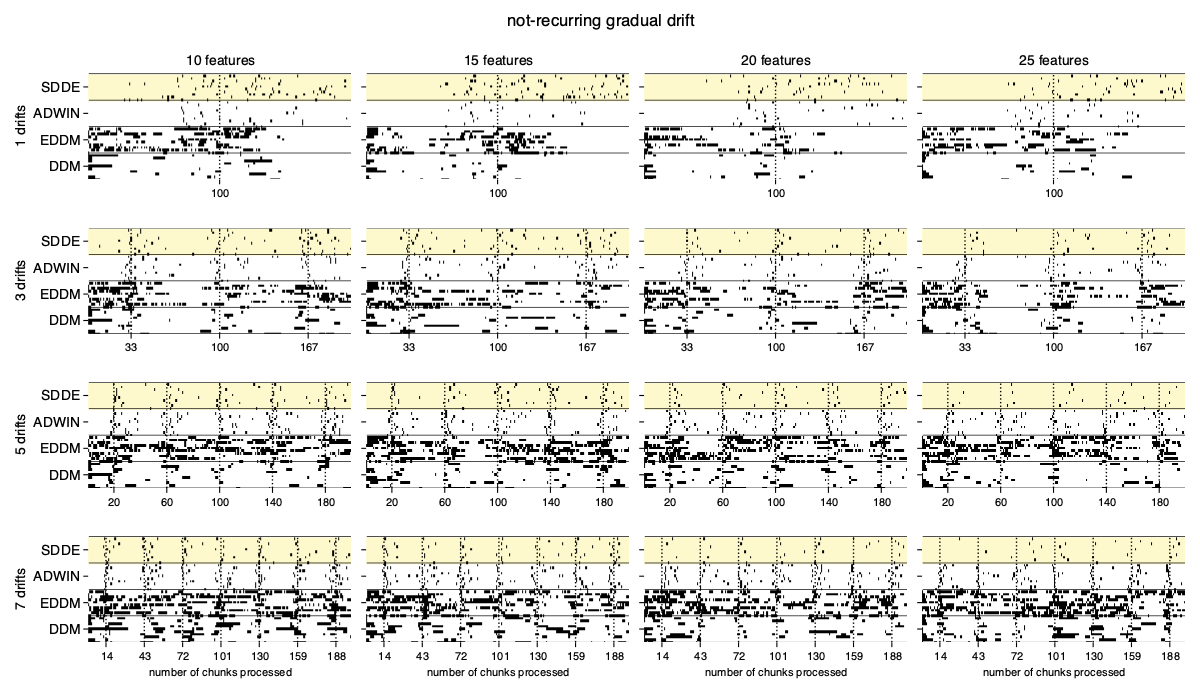 not-recurring gradual drift
10 features 15 features 20 features 25 features
1 drifts
SDDE
ADWIN
EDDM
DDM
100 100 100 100
3 drifts
SDDE
ADWIN
EDDM
DDM
33 100 167 33 100 167 33 100 167 33 100 167
5 drifts
SDDE
ADWIN
EDDM
DDM
20 60 100 140 180 20 60 100 140 180 20 60 100 140 180 20 60 100 140 180
7 drifts
SDDE
ADWIN
EDDM
DDM
14 43 72 101 130 159 188 14 43 72 101 130 159 188 14 43 72 101 130 159 188 14 43 72 101 130 159 188
number of chunks processed number of chunks processed number of chunks processed number of chunks processed